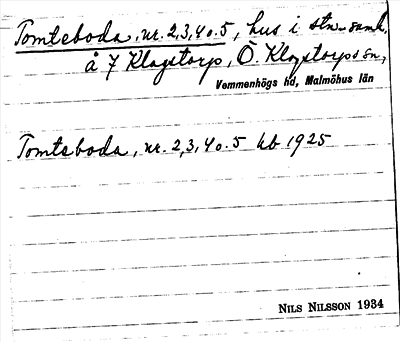 Tomteboda, nr. 2,3,4 o. 5, hus i stn-samh.
å 7 Klagstorp, Ö. Klagstorps sn,
Vemmenhögs hd, Malmöhus län
Tomteboda, nr. 2,3,4 o. 5 kb 1925
NILS NILSSON 1934